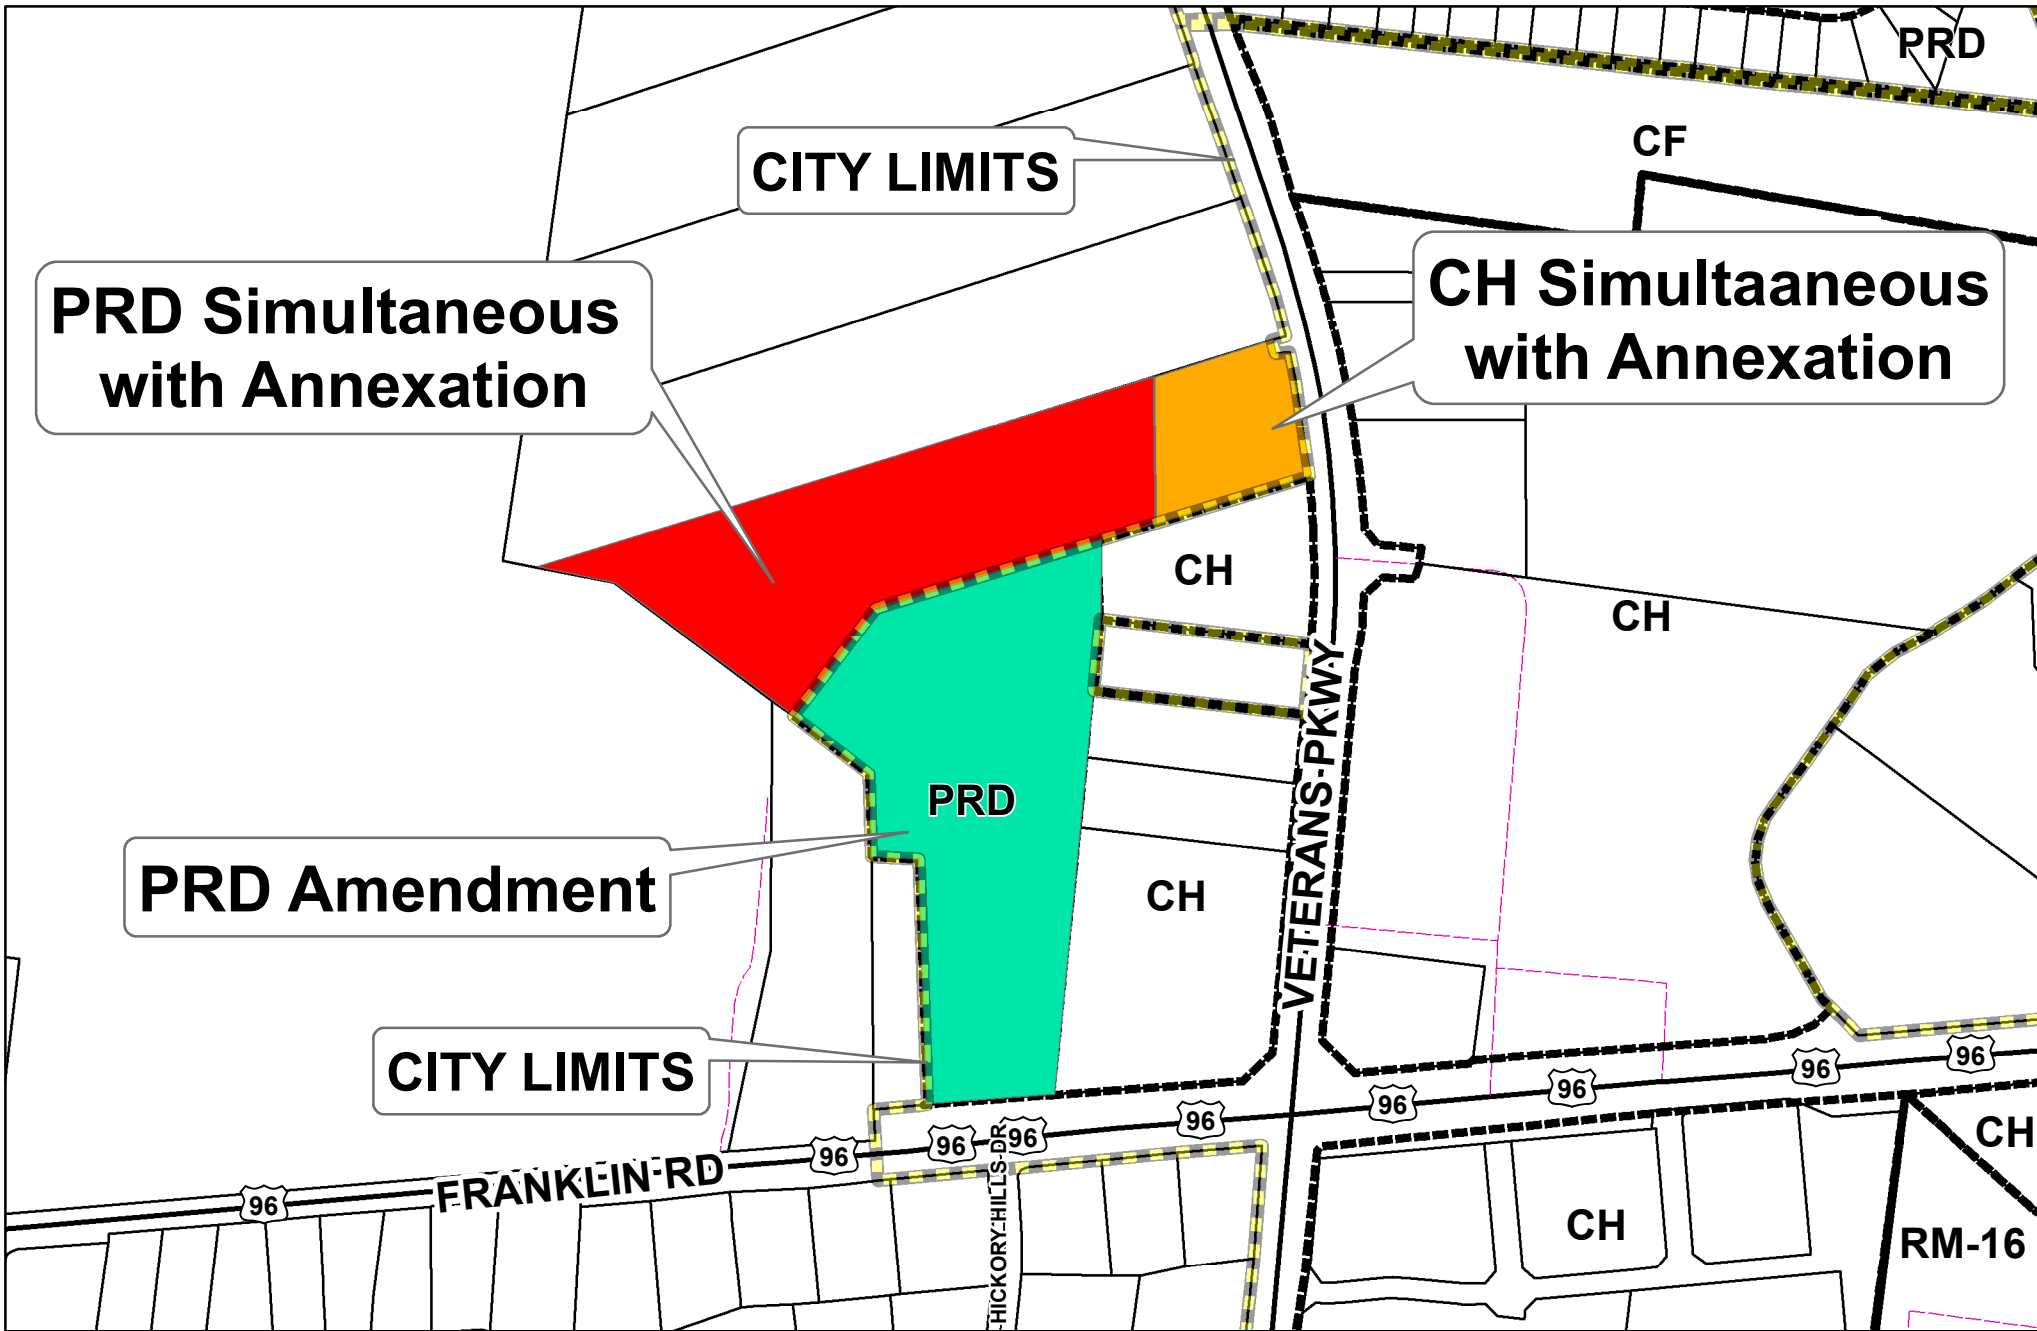 PRD
CF
CITY LIMITS
PRD Simultaneous
with Annexation
CH Simultaaneous
with Annexation
CH
CH
VETERANS PKWY
PRD
PRD Amendment
CH
CITY LIMITS
96
96
96
96
96
96
96
96
96
FRANKLIN RD
HICKORY HILLS DR
CH
CH
RM-16